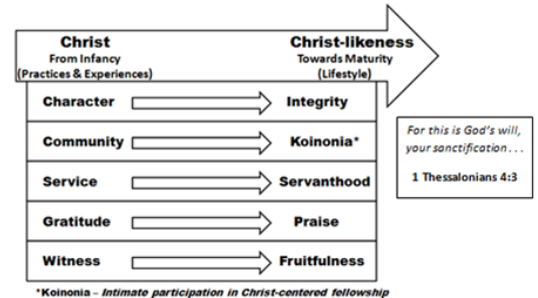 Christ Christ-likeness
From Infancy Towards Maturity
(Practices & Experiences) (Lifestyle)
Character Integrity
Community Koinonia*
Service Servanthood
Gratitude Praise
Witness Fruitfulness
For this is God's will,
your sanctification . . .
1 Thessalonians 4:3
*Koinonia – Intimate participation in Christ-centered fellowship